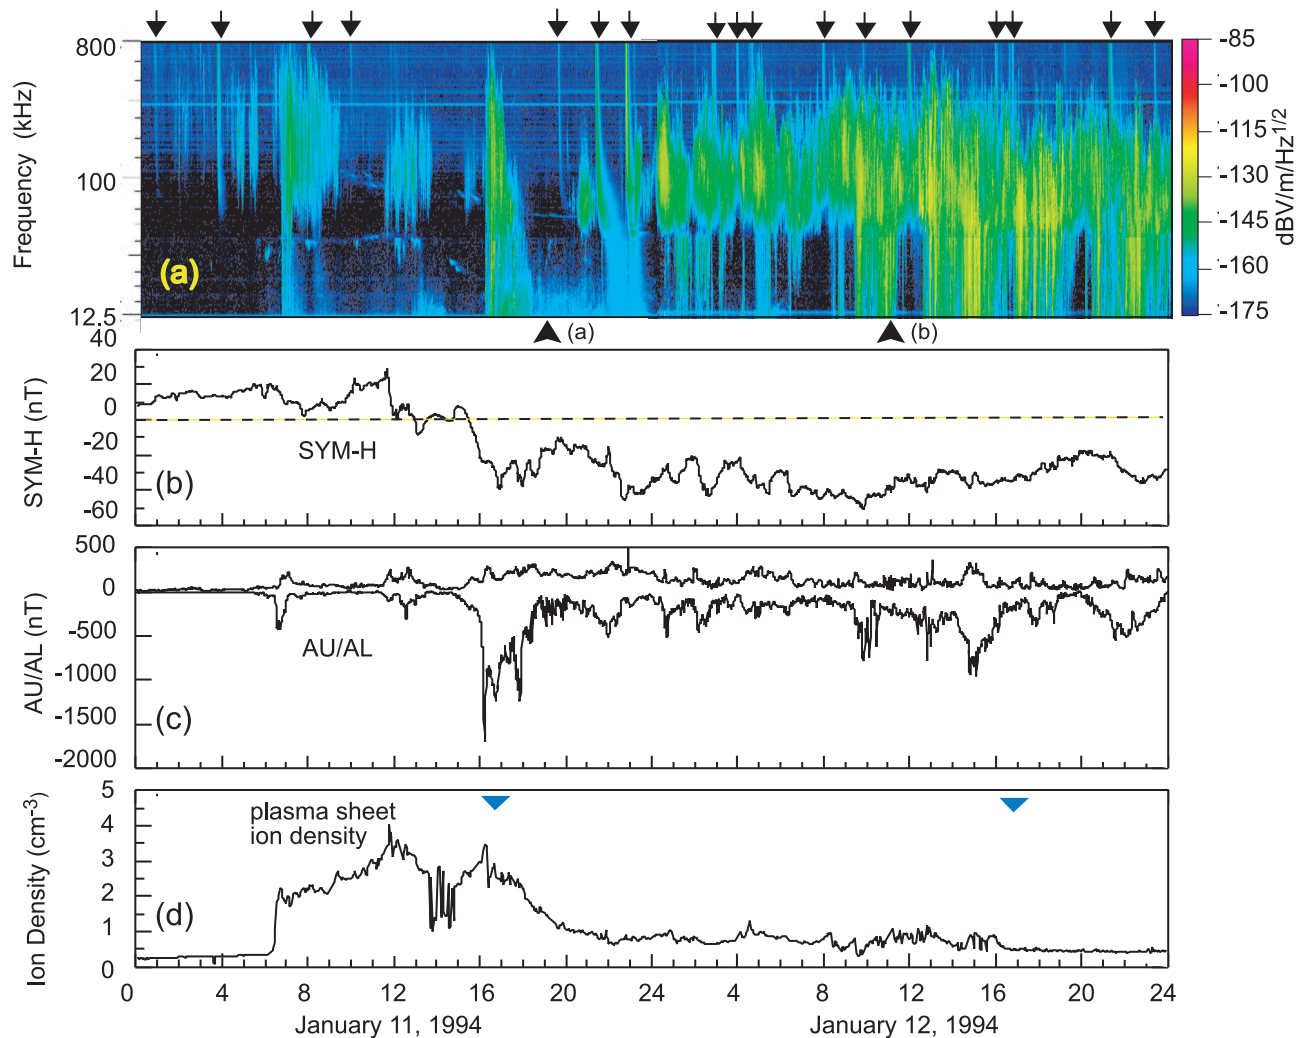 800
100
12.5
Frequency (kHz)
(a)
-85
-100
-115
-130
-145
-160
-175
dBV/m/Hz1/2
(a)
(b)
40
20
0
-20
-40
-60
SYM-H (nT)
SYM-H
(b)
500
0
-500
-1000
-1500
-2000
AU/AL (nT)
AU/AL
(c)
5
4
3
2
1
0
Ion Density (cm-3)
plasma sheet
ion density
(d)
0 4 8 12 16 20 24 4 8 12 16 20 24
January 11, 1994 January 12, 1994